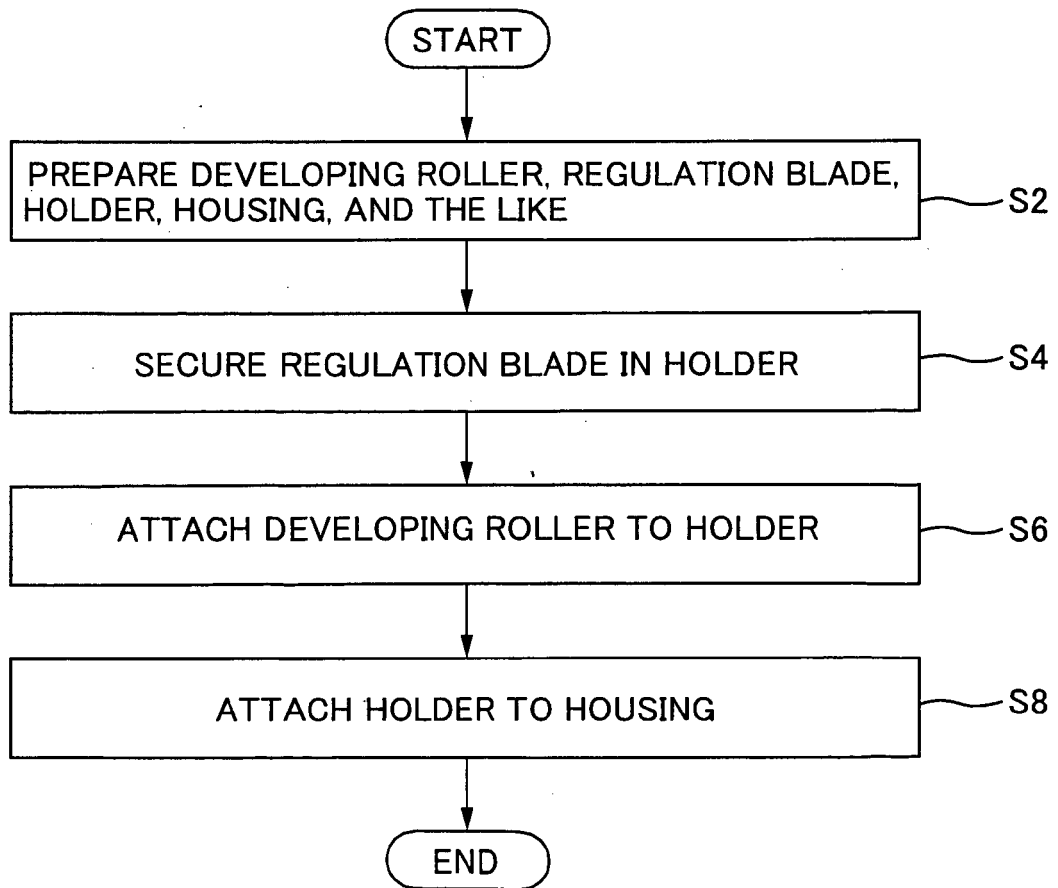 START
PREPARE DEVELOPING ROLLER, REGULATION BLADE,
HOLDER, HOUSING, AND THE LIKE
S2
SECURE REGULATION BLADE IN HOLDER
S4
ATTACH DEVELOPING ROLLER TO HOLDER
S6
ATTACH HOLDER TO HOUSING
S8
END